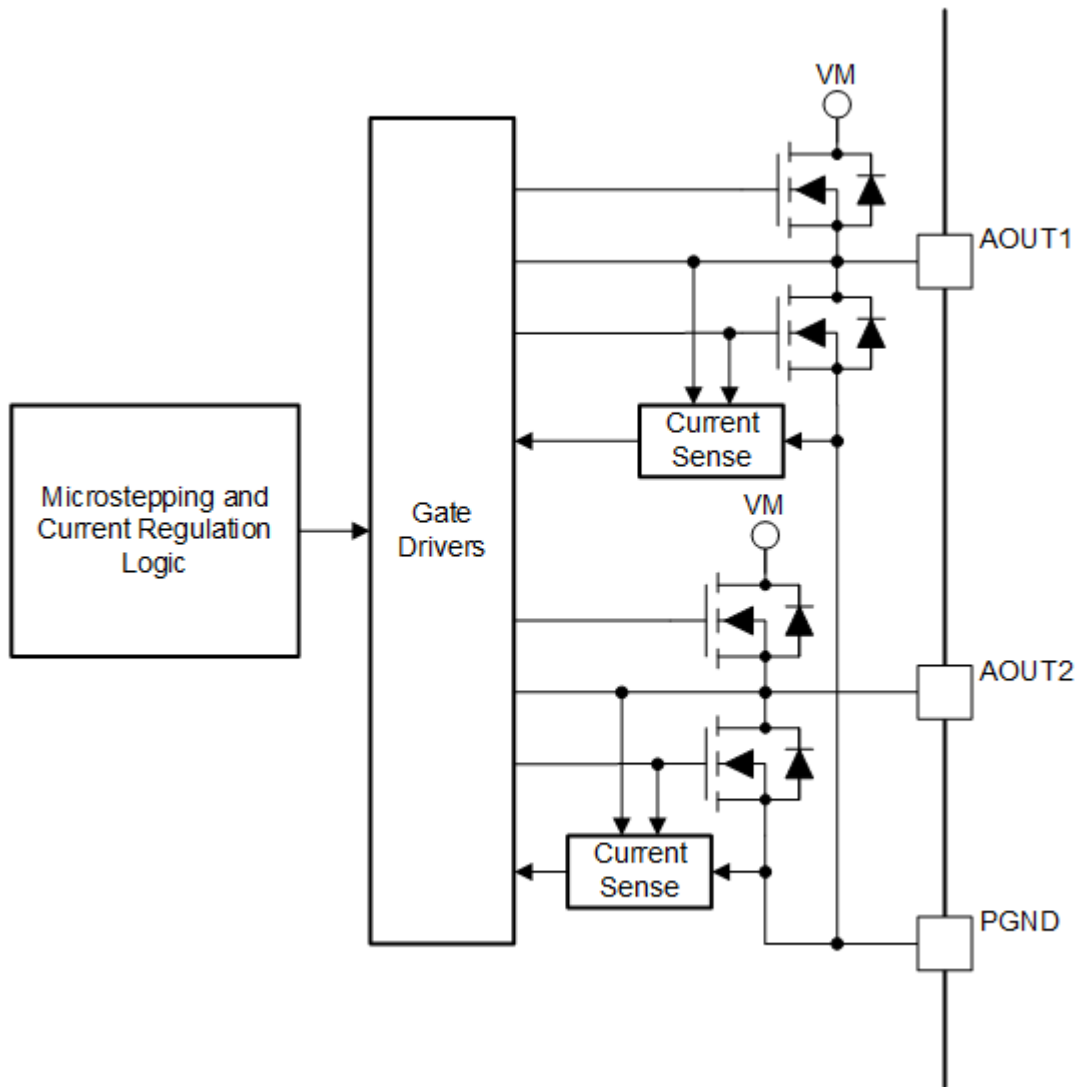 VM
AOUT1
Current
Sense
Microstepping and
Current Regulation
Logic
Gate
Drivers
VM
AOUT2
Current
Sense
PGND